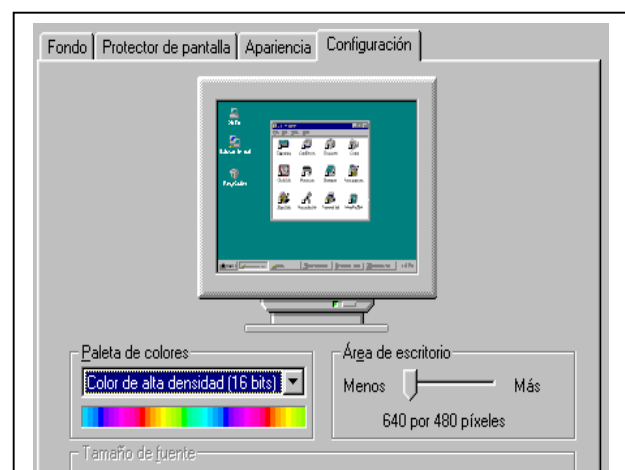 Fondo Protector de pantalla Apariencia Configuración
Paleta de colores
Color de alta densidad (16 bits)
Área de escritorio
Menos Más
640 por 480 píxeles
Tamaño de fuente